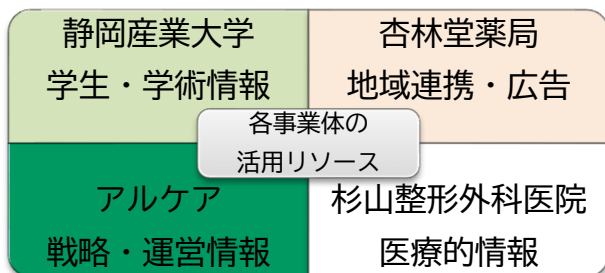 静岡産業大学
学生・学術情報
杏林堂薬局
地域連携・広告
各事業体の
活用リソース
アルケア
戦略・運営情報
杉山整形外科医院
医療的情報